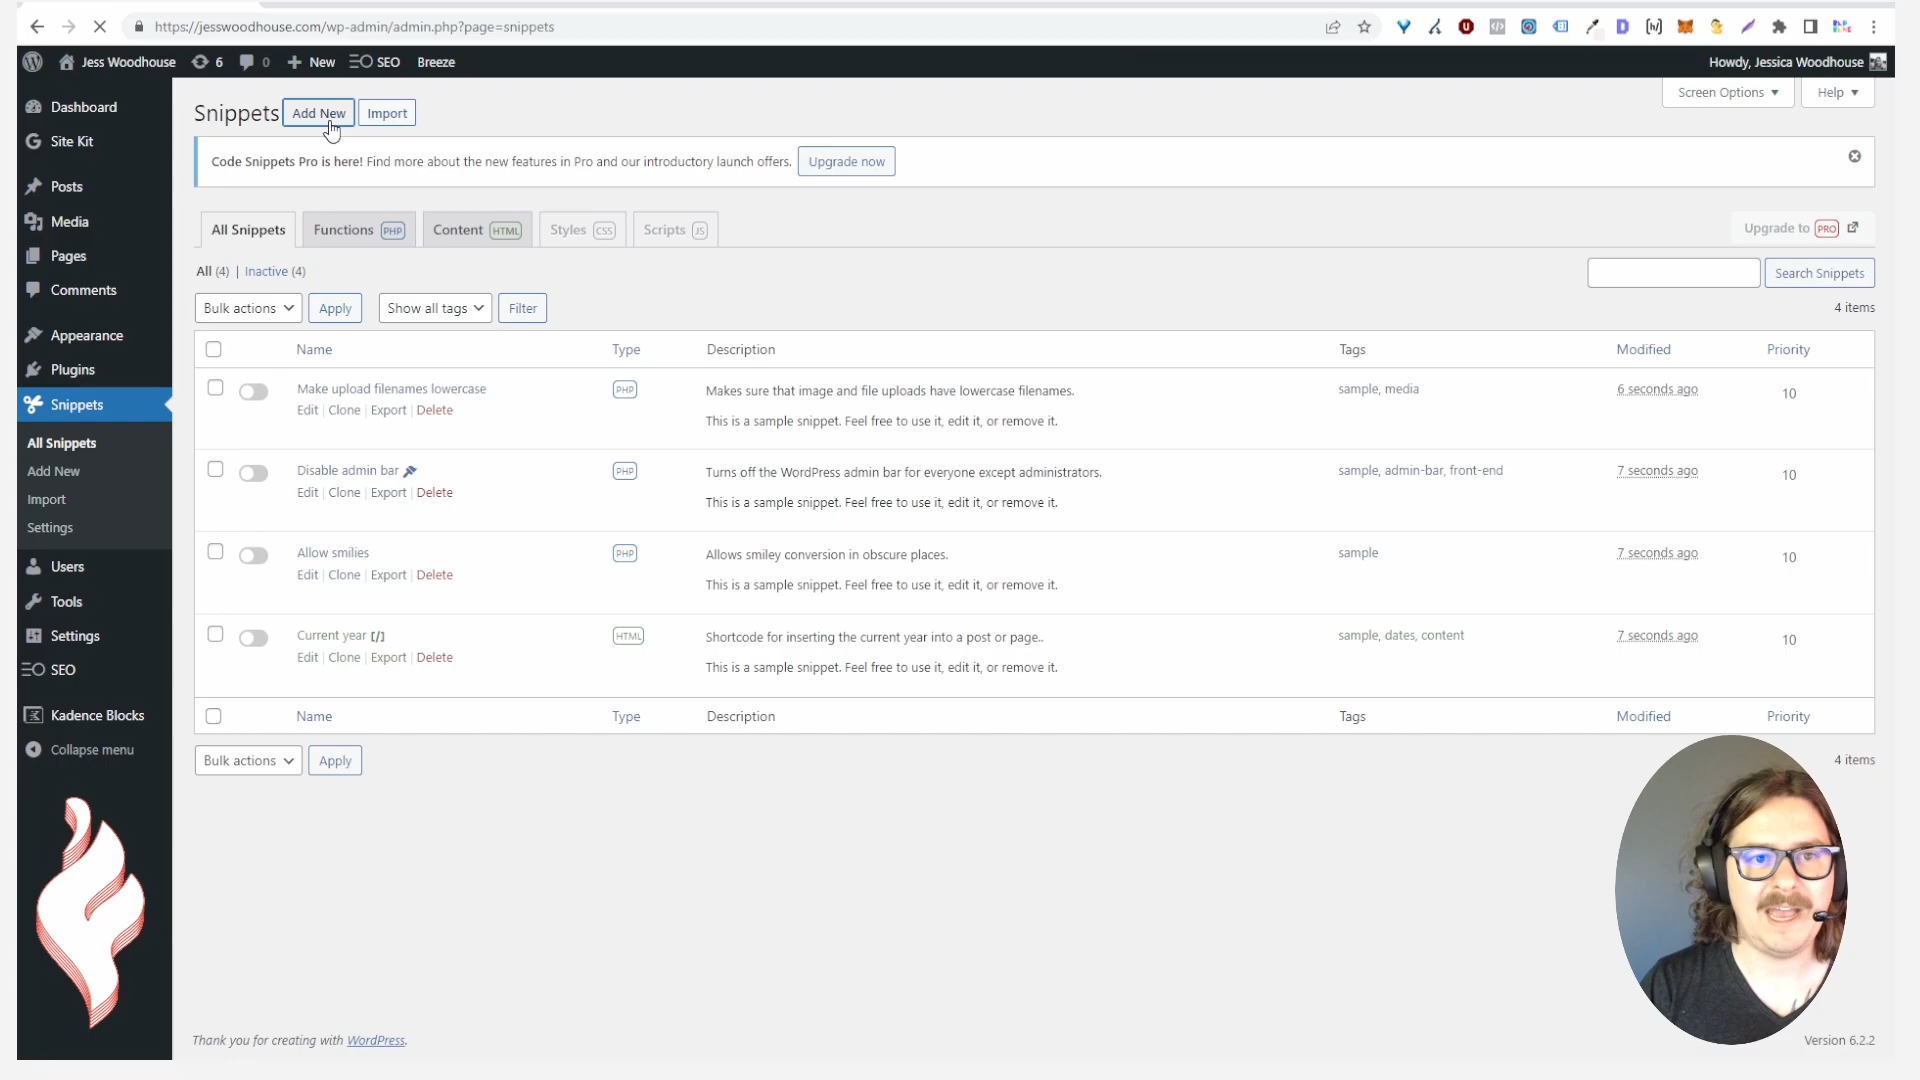 https://jesswoodhouse.com/wp-admin/admin.php?page=snippets
Jess Woodhouse 6 0 New SEO Breeze Howdy, Jessica Woodhouse
Screen Options Help
Snippets Add New Import
Code Snippets Pro is here! Find more about the new features in Pro and our introductory launch offers. Upgrade now
All Snippets Functions PHP Content HTML Styles CSS Scripts JS Upgrade to PRO
All (4) | Inactive (4)
Search Snippets
Bulk actions Apply Show all tags Filter 4 items
Name Type Description Tags Modified Priority
Make upload filenames lowercase PHP Makes sure that image and file uploads have lowercase filenames. sample, media 6 seconds ago 10
Edit | Clone | Export | Delete This is a sample snippet. Feel free to use it, edit it, or remove it.
Disable admin bar PHP Turns off the WordPress admin bar for everyone except administrators. sample, admin-bar, front-end 7 seconds ago 10
Edit | Clone | Export | Delete This is a sample snippet. Feel free to use it, edit it, or remove it.
Allow smilies PHP Allows smiley conversion in obscure places. sample 7 seconds ago 10
Edit | Clone | Export | Delete This is a sample snippet. Feel free to use it, edit it, or remove it.
Current year [/] HTML Shortcode for inserting the current year into a post or page.. sample, dates, content 7 seconds ago 10
Edit | Clone | Export | Delete This is a sample snippet. Feel free to use it, edit it, or remove it.
Name Type Description Tags Modified Priority
Bulk actions Apply 4 items
Dashboard
Site Kit
Posts
Media
Pages
Comments
Appearance
Plugins
Snippets
All Snippets
Add New
Import
Settings
Users
Tools
Settings
SEO
Kadence Blocks
Collapse menu
Thank you for creating with WordPress. Version 6.2.2